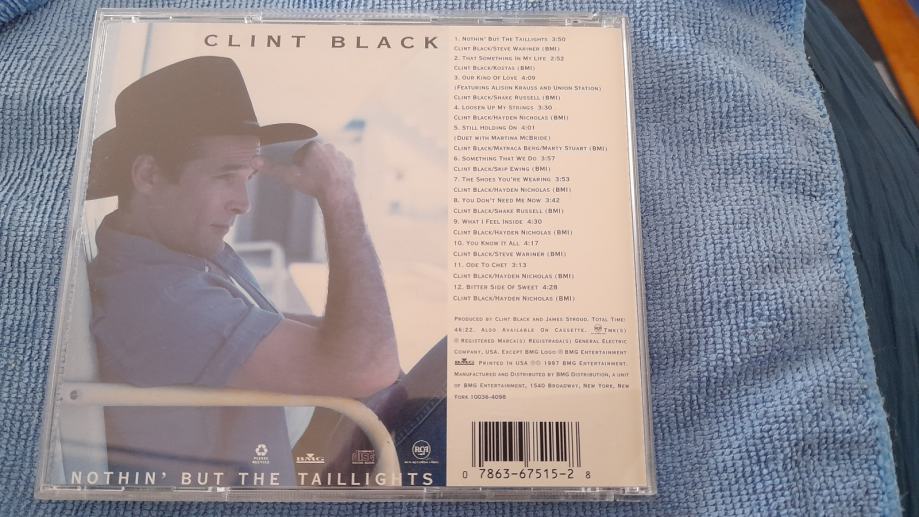 CLINT BLACK
1. NOTHIN' BUT THE TAILLIGHTS 3:50
CLINT BLACK/STEVE WARINER (BMI)
2. THAT SOMETHING IN MY LIFE 2:52
CLINT BLACK/KOSTAS (BMI)
3. OUR KIND OF LOVE 4:09
(FEATURING ALISON KRAUSS AND UNION STATION)
CLINT BLACK/SHAKE RUSSELL (BMI)
4. LOOSEN UP MY STRINGS 3:30
CLINT BLACK/HAYDEN NICHOLAS (BMI)
5. STILL HOLDING ON 4:01
(DUET WITH MARTINA MCBRIDE)
CLINT BLACK/MATRACA BERG/MARTY STUART (BMI)
6. SOMETHING THAT WE DO 3:57
CLINT BLACK/SKIP EWING (BMI)
7. THE SHOES YOU'RE WEARING 3:53
CLINT BLACK/HAYDEN NICHOLAS (BMI)
8. YOU DON'T NEED ME NOW 3:42
CLINT BLACK/SHAKE RUSSELL (BMI)
9. WHAT I FEEL INSIDE 4:30
CLINT BLACK/HAYDEN NICHOLAS (BMI)
10. YOU KNOW IT ALL 4:17
CLINT BLACK/STEVE WARINER (BMI)
11. ODE TO CHET 3:13
CLINT BLACK/HAYDEN NICHOLAS (BMI)
12. BITTER SIDE OF SWEET 4:28
CLINT BLACK/HAYDEN NICHOLAS (BMI)
PRODUCED BY CLINT BLACK AND JAMES STROUD. TOTAL TIME:
46:22. ALSO AVAILABLE ON CASSETTE. RCA TMK(S)
® REGISTERED MARCA(S) REGISTRADA(S) GENERAL ELECTRIC
COMPANY, USA. EXCEPT BMG LOGO ® BMG ENTERTAINMENT
BMG PRINTED IN USA ℗© 1997 BMG ENTERTAINMENT.
MANUFACTURED AND DISTRIBUTED BY BMG DISTRIBUTION, A UNIT
OF BMG ENTERTAINMENT, 1540 BROADWAY, NEW YORK, NEW
YORK 10036-4098
PLEASE
RECYCLE
BMG
disc
RCA
0 7863-67515-2 8
NOTHIN' BUT THE TAILLIGHTS